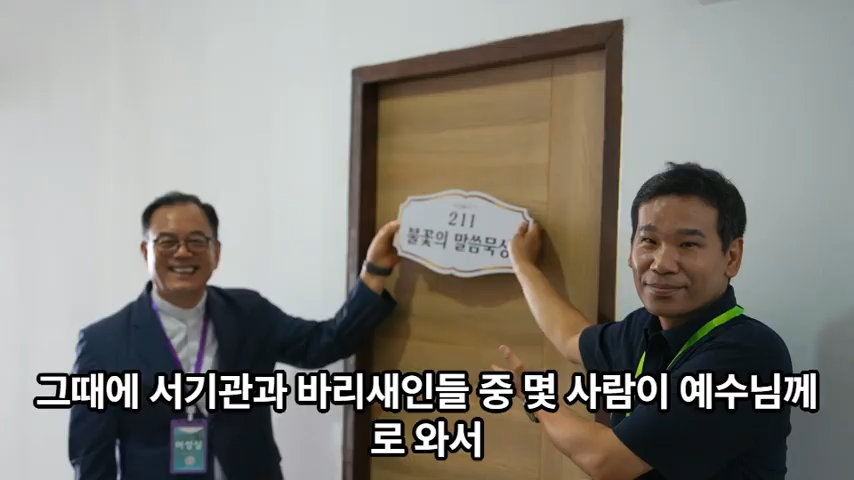 211
불꽃의 말씀묵상
그때에 서기관과 바리새인들 중 몇 사람이 예수님께
로 와서